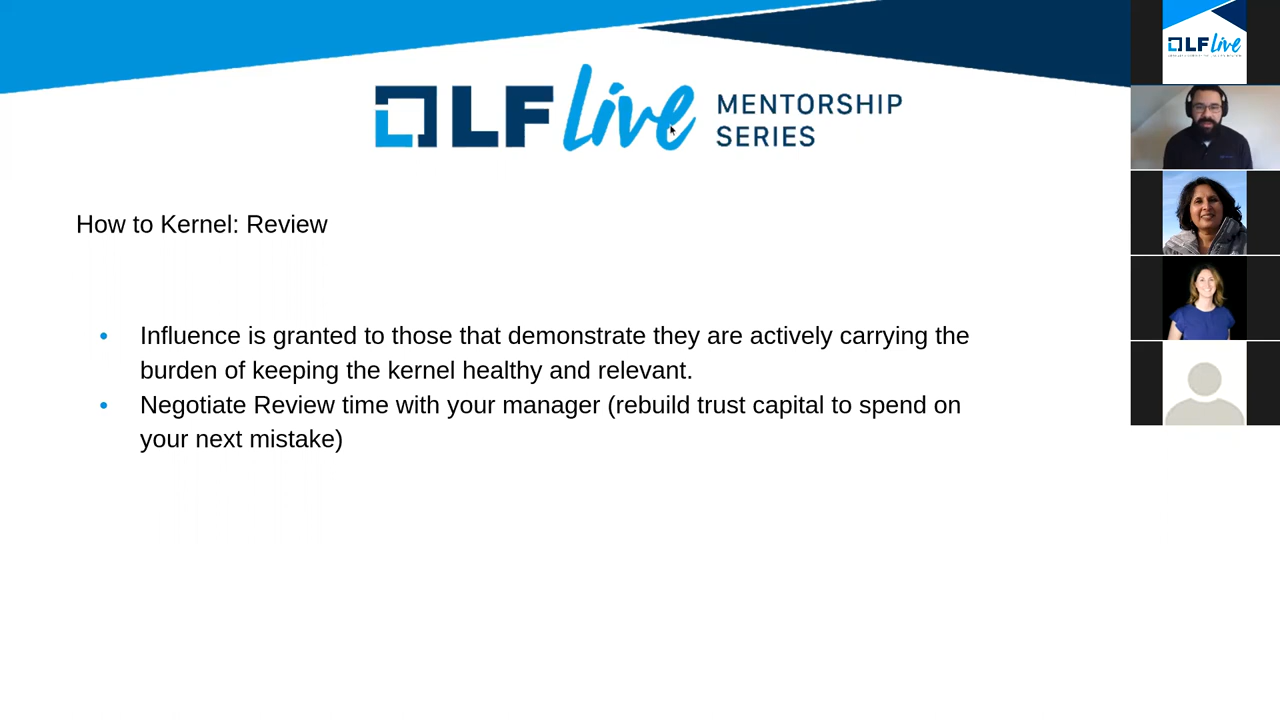 LF Live MENTORSHIP
SERIES
LF Live
How to Kernel: Review
• Influence is granted to those that demonstrate they are actively carrying the
burden of keeping the kernel healthy and relevant.
• Negotiate Review time with your manager (rebuild trust capital to spend on
your next mistake)